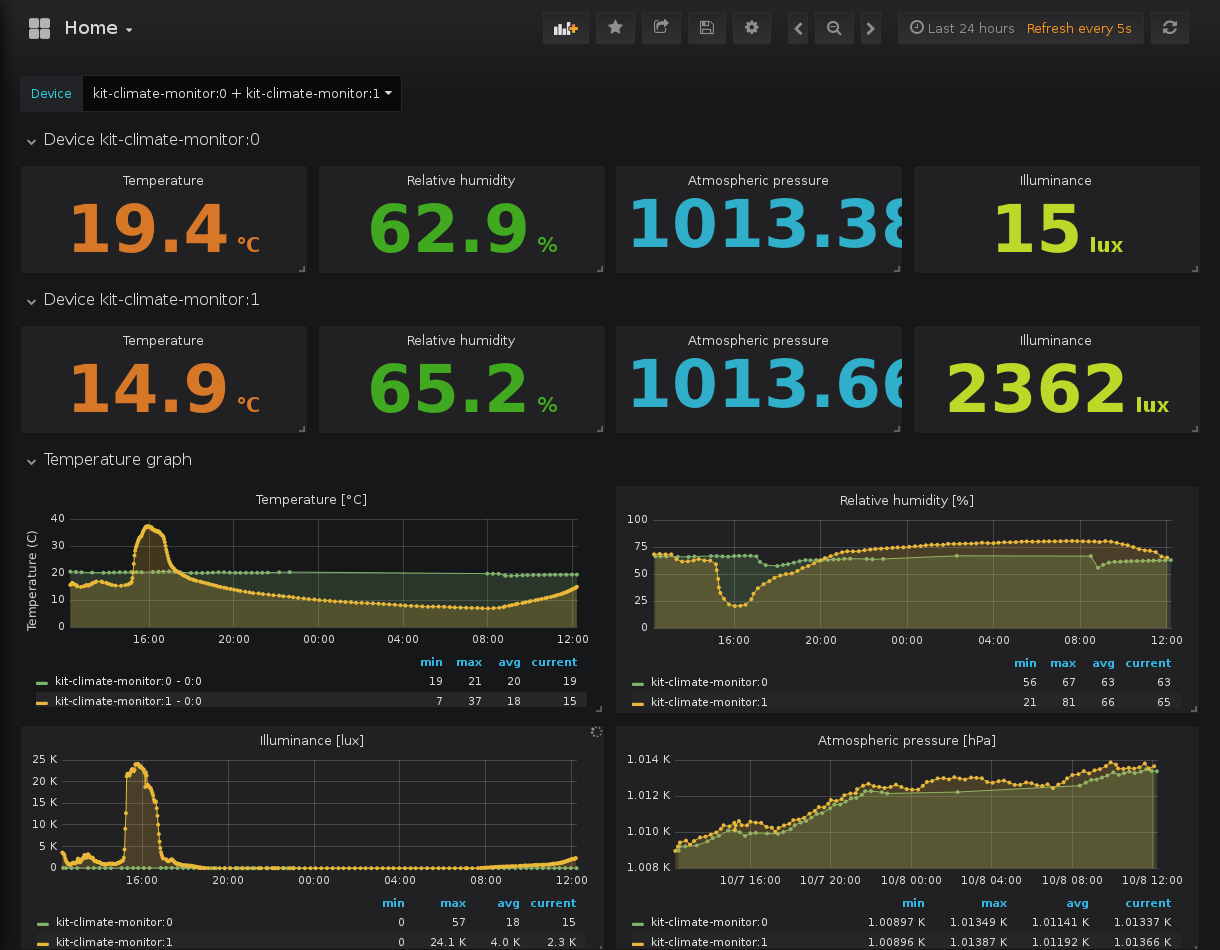 Home
Last 24 hours Refresh every 5s
Device kit-climate-monitor:0 + kit-climate-monitor:1
Device kit-climate-monitor:0
Temperature Relative humidity Atmospheric pressure Illuminance
19.4 °C 62.9 % 1013.38 15 lux
Device kit-climate-monitor:1
Temperature Relative humidity Atmospheric pressure Illuminance
14.9 °C 65.2 % 1013.66 2362 lux
Temperature graph
Temperature [°C]
Temperature (C)
40
30
20
10
0
16:00 20:00 00:00 04:00 08:00 12:00
min max avg current
kit-climate-monitor:0 - 0:0 19 21 20 19
kit-climate-monitor:1 - 0:0 7 37 18 15
Relative humidity [%]
100
75
50
25
0
16:00 20:00 00:00 04:00 08:00 12:00
min max avg current
kit-climate-monitor:0 56 67 63 63
kit-climate-monitor:1 21 81 66 65
Illuminance [lux]
25 K
20 K
15 K
10 K
5 K
0
16:00 20:00 00:00 04:00 08:00 12:00
min max avg current
kit-climate-monitor:0 0 57 18 15
kit-climate-monitor:1 0 24.1 K 4.0 K 2.3 K
Atmospheric pressure [hPa]
1.014 K
1.012 K
1.010 K
1.008 K
10/7 16:00 10/7 20:00 10/8 00:00 10/8 04:00 10/8 08:00 10/8 12:00
min max avg current
kit-climate-monitor:0 1.00897 K 1.01349 K 1.01141 K 1.01337 K
kit-climate-monitor:1 1.00896 K 1.01387 K 1.01192 K 1.01366 K